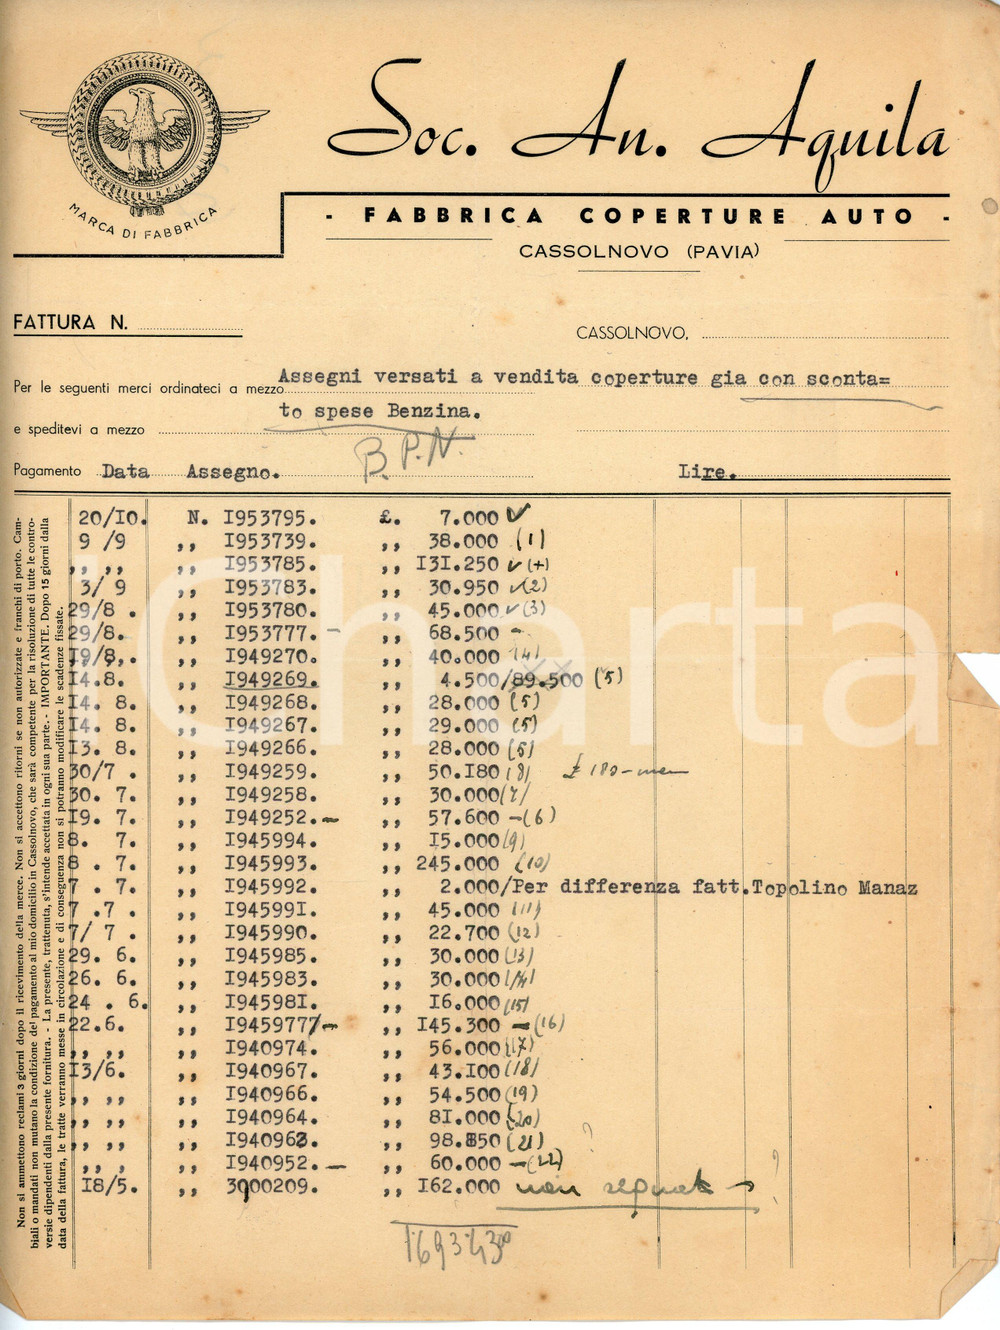 Soc. An. Aquila
MARCA DI FABBRICA
- FABBRICA COPERTURE AUTO -
CASSOLNOVO (PAVIA)
FATTURA N.
CASSOLNOVO,
Per le seguenti merci ordinateci a mezzo Assegni versati a vendita coperture gia con sconta=
to spese Benzina.
e speditevi a mezzo
B.P.N.
Pagamento Data Assegno. Lire.
20/10. N. I953795. £. 7.000
9 /9 ,, I953739. ,, 38.000 (1)
,, ,, ,, I953785. ,, I3I.250 (+)
3/ 9 ,, I953783. ,, 30.950 (2)
29/8 . ,, I953780. ,, 45.000 (3)
29/8. ,, I953777. - ,, 68.500 -
I9/8,. ,, I949270. ,, 40.000 (4)
I4.8. ,, I949269. ,, 4.500/89.500 (5)
I4. 8. ,, I949268. ,, 28.000 (5)
I4. 8. ,, I949267. ,, 29.000 (5)
I3. 8. ,, I949266. ,, 28.000 (5)
30/7 . ,, I949259. ,, 50.I80 (8) £ 180-
30. 7. ,, I949258. ,, 30.000 (7)
I9. 7. ,, I949252. - ,, 57.600 - (6)
8. 7. ,, I945994. ,, I5.000 (9)
8 . 7. ,, I945993. ,, 245.000 (10)
7 . 7. ,, I945992. ,, 2.000/Per differenza fatt.Topolino Manaz
7 .7 . ,, I94599I. ,, 45.000 (11)
7/ 7 . ,, I945990. ,, 22.700 (12)
29. 6. ,, I945985. ,, 30.000 (13)
26. 6. ,, I945983. ,, 30.000 (14)
24 . 6. ,, I94598I. ,, I6.000 (15)
22.6. ,, I945977/- ,, I45.300 - (16)
,, ,, ,, I940974. ,, 56.000 (17)
I3/6. ,, I940967. ,, 43.I00 (18)
,, ,, ,, I940966. ,, 54.500 (19)
,, ,, ,, I940964. ,, 8I.000 (20)
,, ,, ,, I940963. ,, 98.850 (21) ?
,, ,, ,, I940952. - ,, 60.000 - (22)
I8/5. ,, 3900209. ,, I62.000 non segnato ?
Non si ammettono reclami 3 giorni dopo il ricevimento della merce. Non si accettono ritorni se non autorizzate e franchi di porto. Cam-
biali o mandati non mutano la condizione del pagamento al mio domicilio in Cassolnovo, che sarà competente per la risoluzione di tutte le contro-
versie dipendenti dalla presente fornitura. - La presente, trattenuta, s'intende accettata in ogni sua parte. - IMPORTANTE. Dopo 15 giorni dalla
data della fattura, le tratte verranno messe in circolazione e di conseguenza non si potranno modificare le scadenze fissate.
Charta